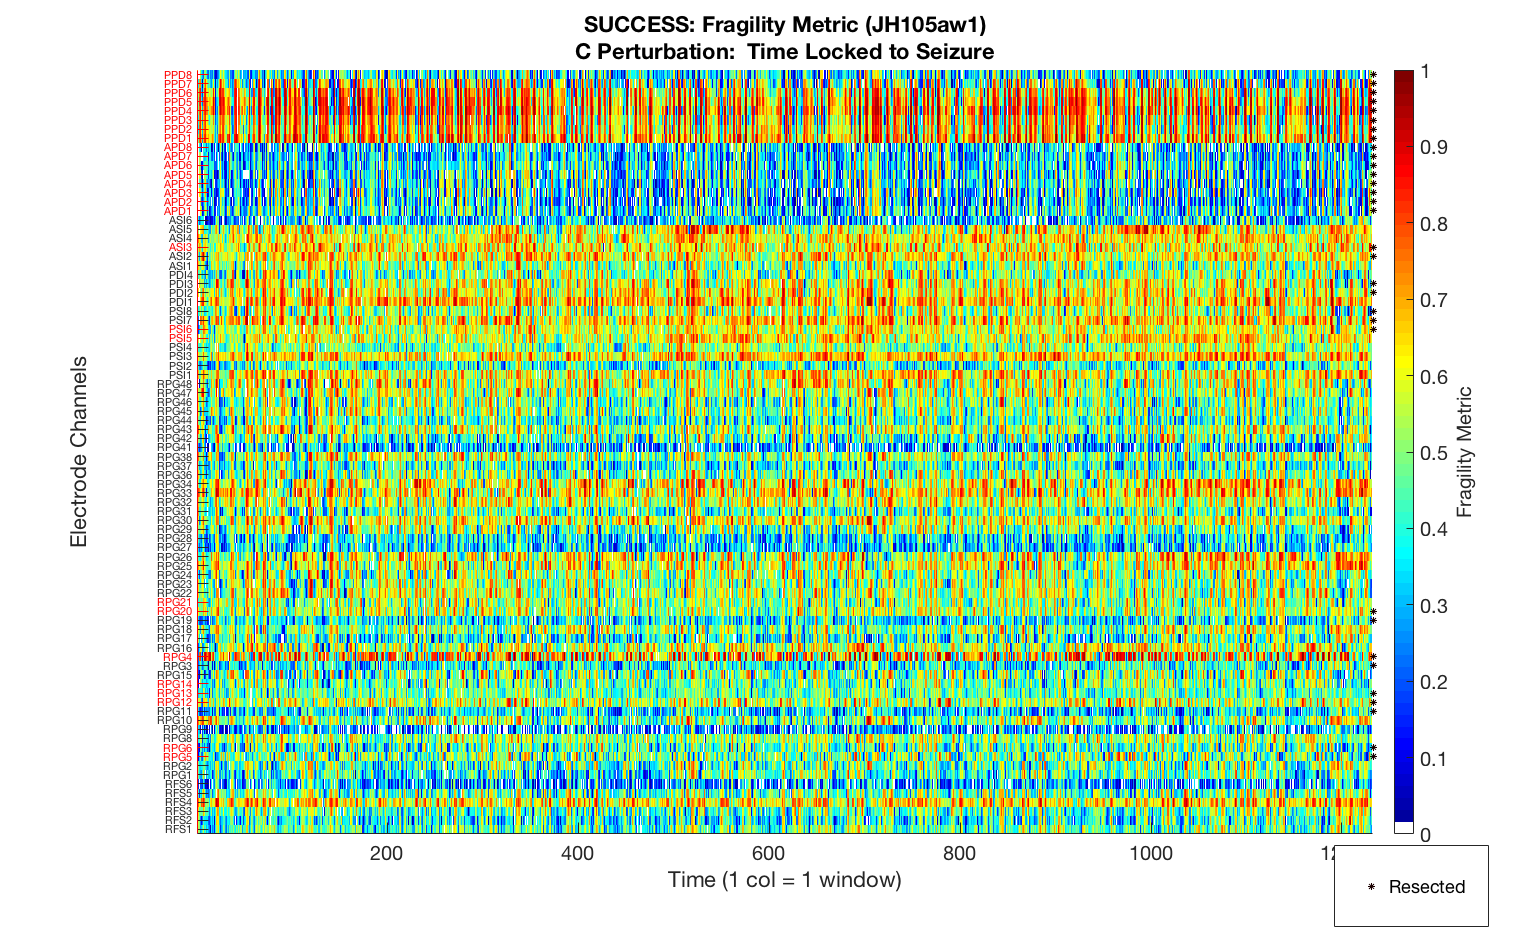 SUCCESS: Fragility Metric (JH105aw1)
C Perturbation: Time Locked to Seizure
Electrode Channels
PPD8
PPD7
PPD6
PPD5
PPD4
PPD3
PPD2
PPD1
APD8
APD7
APD6
APD5
APD4
APD3
APD2
APD1
ASI6
ASI5
ASI4
ASI3
ASI2
ASI1
PDI4
PDI3
PDI2
PDI1
PSI8
PSI7
PSI6
PSI5
PSI4
PSI3
PSI2
PSI1
RPG48
RPG47
RPG46
RPG45
RPG44
RPG43
RPG42
RPG41
RPG38
RPG37
RPG36
RPG34
RPG33
RPG32
RPG31
RPG30
RPG29
RPG28
RPG27
RPG26
RPG25
RPG24
RPG23
RPG22
RPG21
RPG20
RPG19
RPG18
RPG17
RPG16
RPG4
RPG3
RPG15
RPG14
RPG13
RPG12
RPG11
RPG10
RPG9
RPG8
RPG6
RPG5
RPG2
RPG1
RFS6
RFS5
RFS4
RFS3
RFS2
RFS1
200 400 600 800 1000
Time (1 col = 1 window)
1
0.9
0.8
0.7
0.6
0.5
0.4
0.3
0.2
0.1
0
Fragility Metric
* Resected